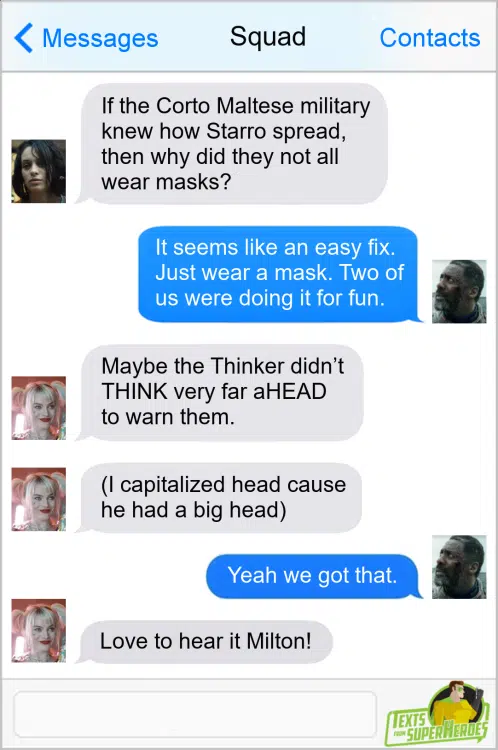 Messages
Squad
Contacts
If the Corto Maltese military
knew how Starro spread,
then why did they not all
wear masks?
It seems like an easy fix.
Just wear a mask. Two of
us were doing it for fun.
Maybe the Thinker didn’t
THINK very far aHEAD
to warn them.
(I capitalized head cause
he had a big head)
Yeah we got that.
Love to hear it Milton!
TEXTS
FROM SUPERHEROES